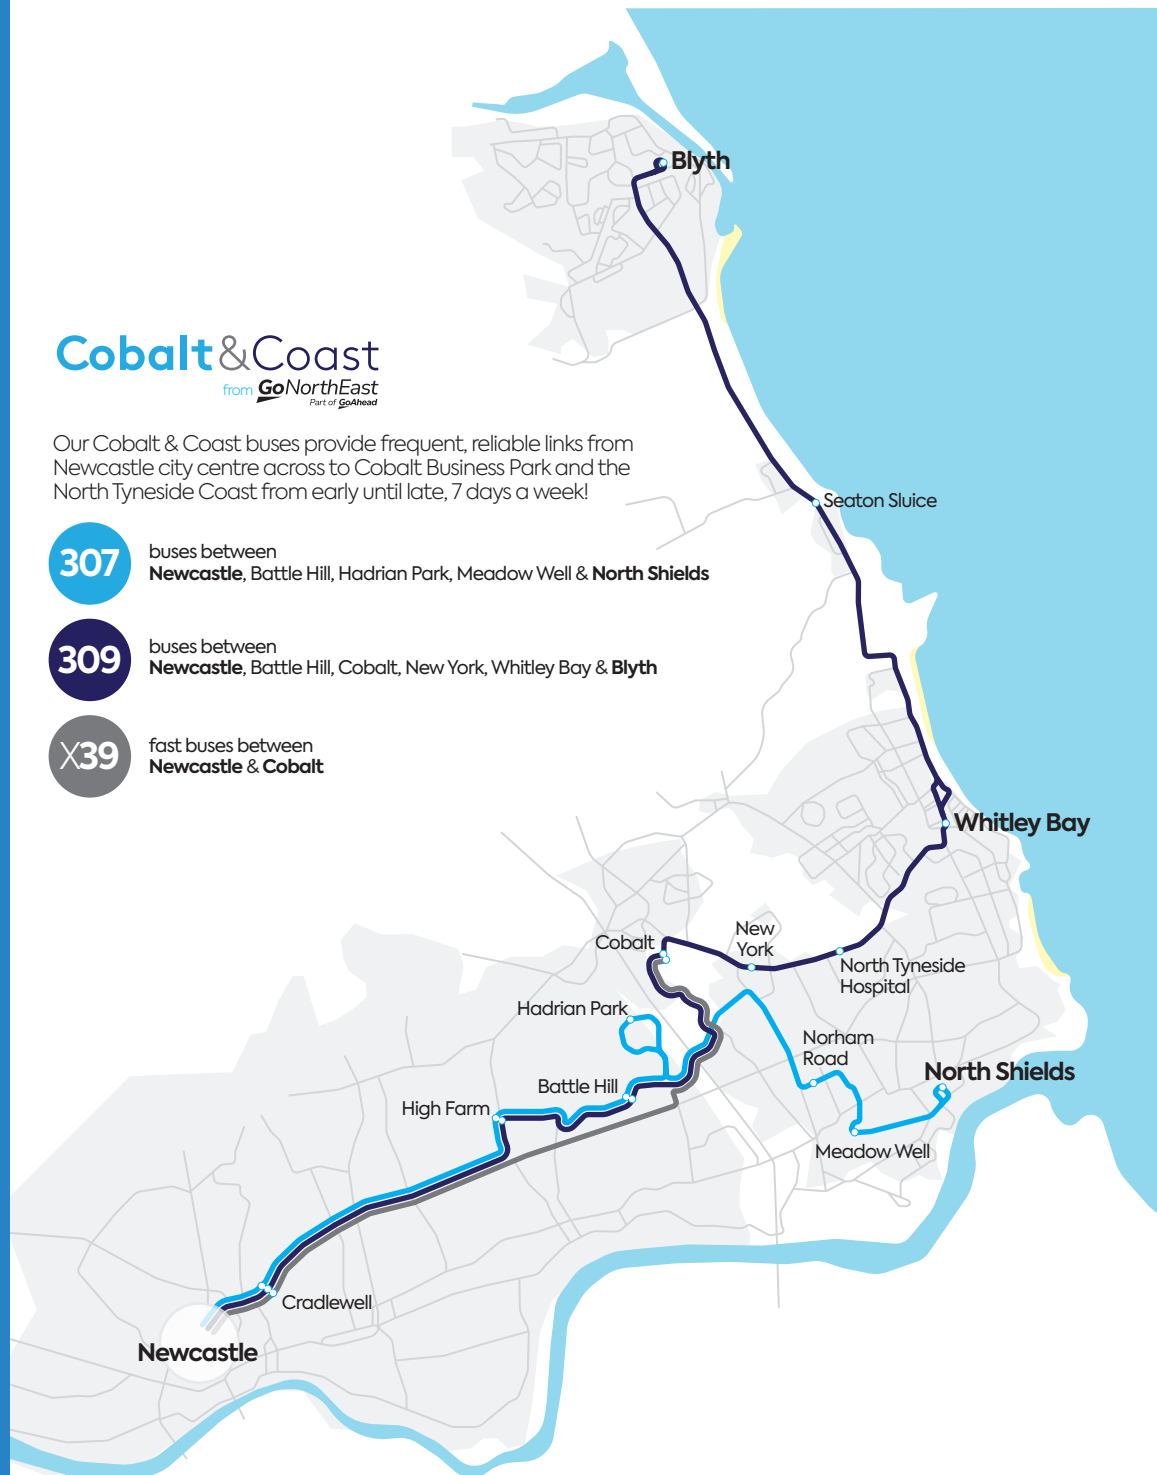 Blyth
Cobalt&Coast
from GoNorthEast
Part of GoAhead
Our Cobalt & Coast buses provide frequent, reliable links from
Newcastle city centre across to Cobalt Business Park and the
North Tyneside Coast from early until late, 7 days a week!
Seaton Sluice
307
buses between
Newcastle, Battle Hill, Hadrian Park, Meadow Well & North Shields
309
buses between
Newcastle, Battle Hill, Cobalt, New York, Whitley Bay & Blyth
X39
fast buses between
Newcastle & Cobalt
Whitley Bay
New
York
Cobalt
North Tyneside
Hospital
Hadrian Park
Norham
Road
North Shields
Battle Hill
High Farm
Meadow Well
Cradlewell
Newcastle